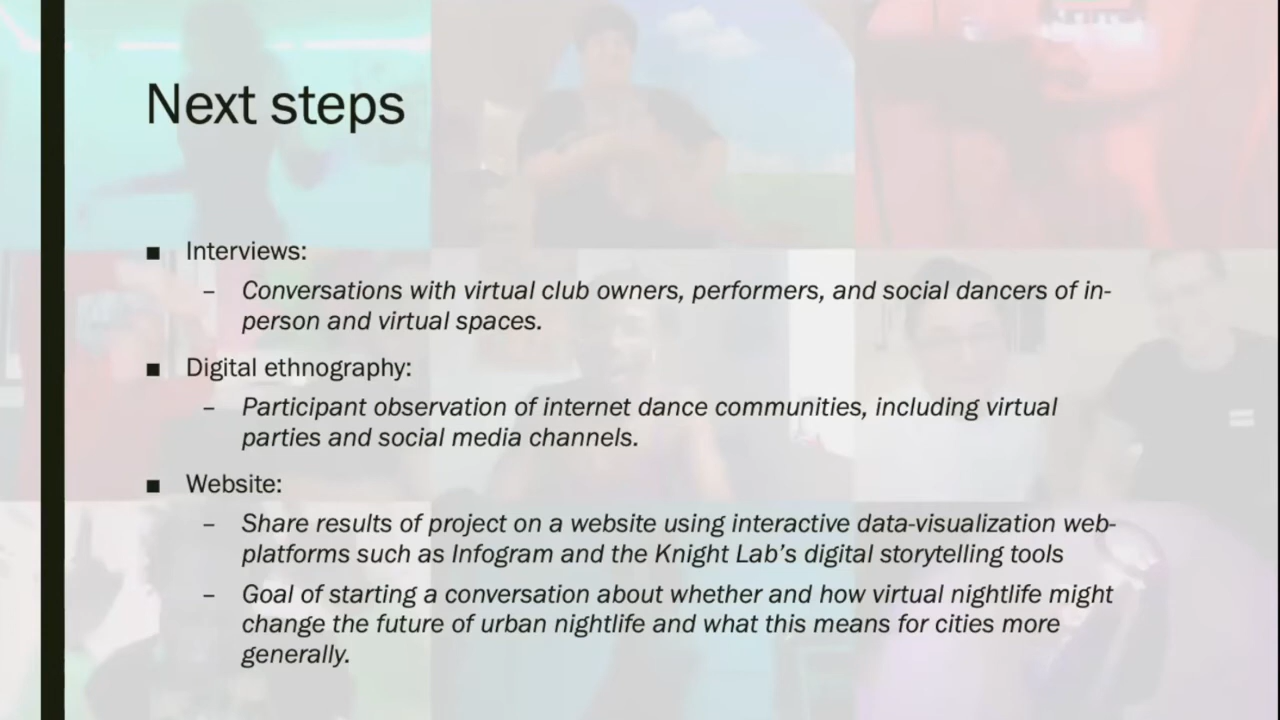 Next steps
■ Interviews:
– Conversations with virtual club owners, performers, and social dancers of in-
person and virtual spaces.
■ Digital ethnography:
– Participant observation of internet dance communities, including virtual
parties and social media channels.
■ Website:
– Share results of project on a website using interactive data-visualization web-
platforms such as Infogram and the Knight Lab’s digital storytelling tools
– Goal of starting a conversation about whether and how virtual nightlife might
change the future of urban nightlife and what this means for cities more
generally.